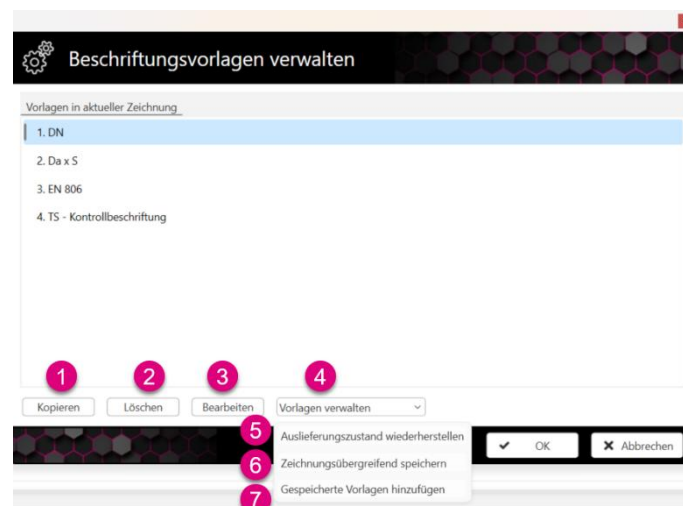 Beschriftungsvorlagen verwalten
Vorlagen in aktueller Zeichnung
1. DN
2. Da x S
3. EN 806
4. TS - Kontrollbeschriftung
1 2 3 4
Kopieren Löschen Bearbeiten Vorlagen verwalten
5 Auslieferungszustand wiederherstellen
OK Abbrechen
6 Zeichnungsübergreifend speichern
7 Gespeicherte Vorlagen hinzufügen